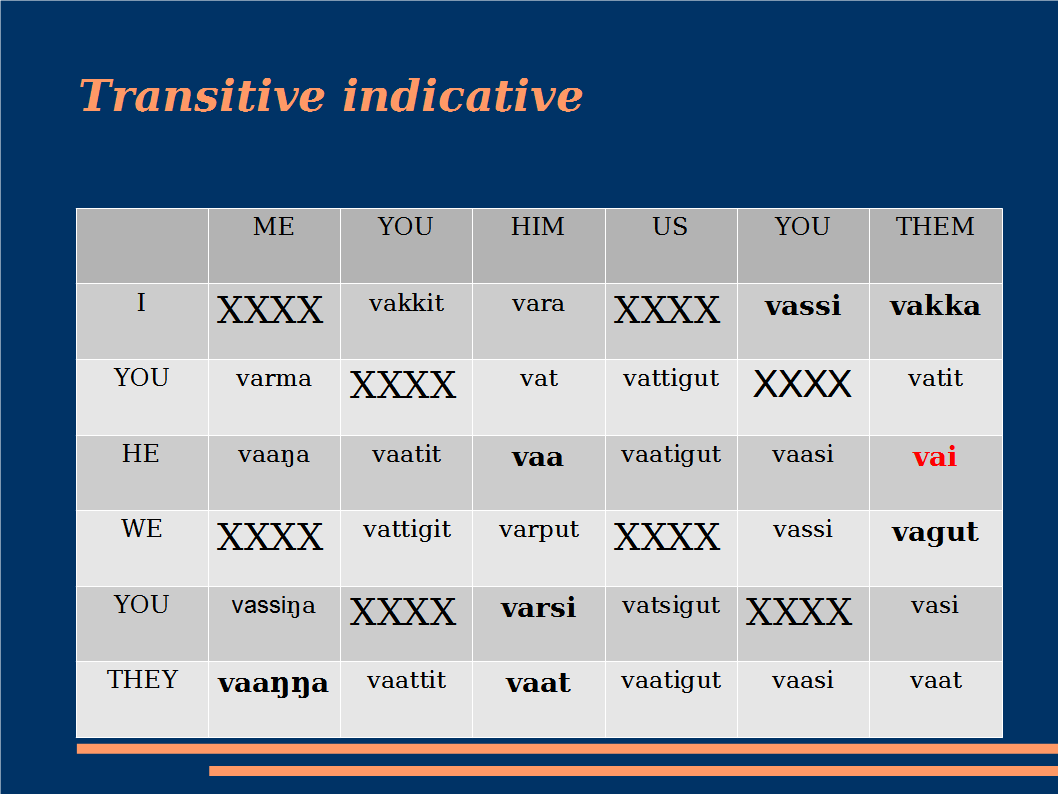 Transitive indicative
ME YOU HIM US YOU THEM
I XXXX vakkit vara XXXX vassi vakka
YOU varma XXXX vat vattigut XXXX vatit
HE vaaŋa vaatit vaa vaatigut vaasi vai
WE XXXX vattigit varput XXXX vassi vagut
YOU vassiŋa XXXX varsi vatsigut XXXX vasi
THEY vaaŋŋa vaattit vaat vaatigut vaasi vaat